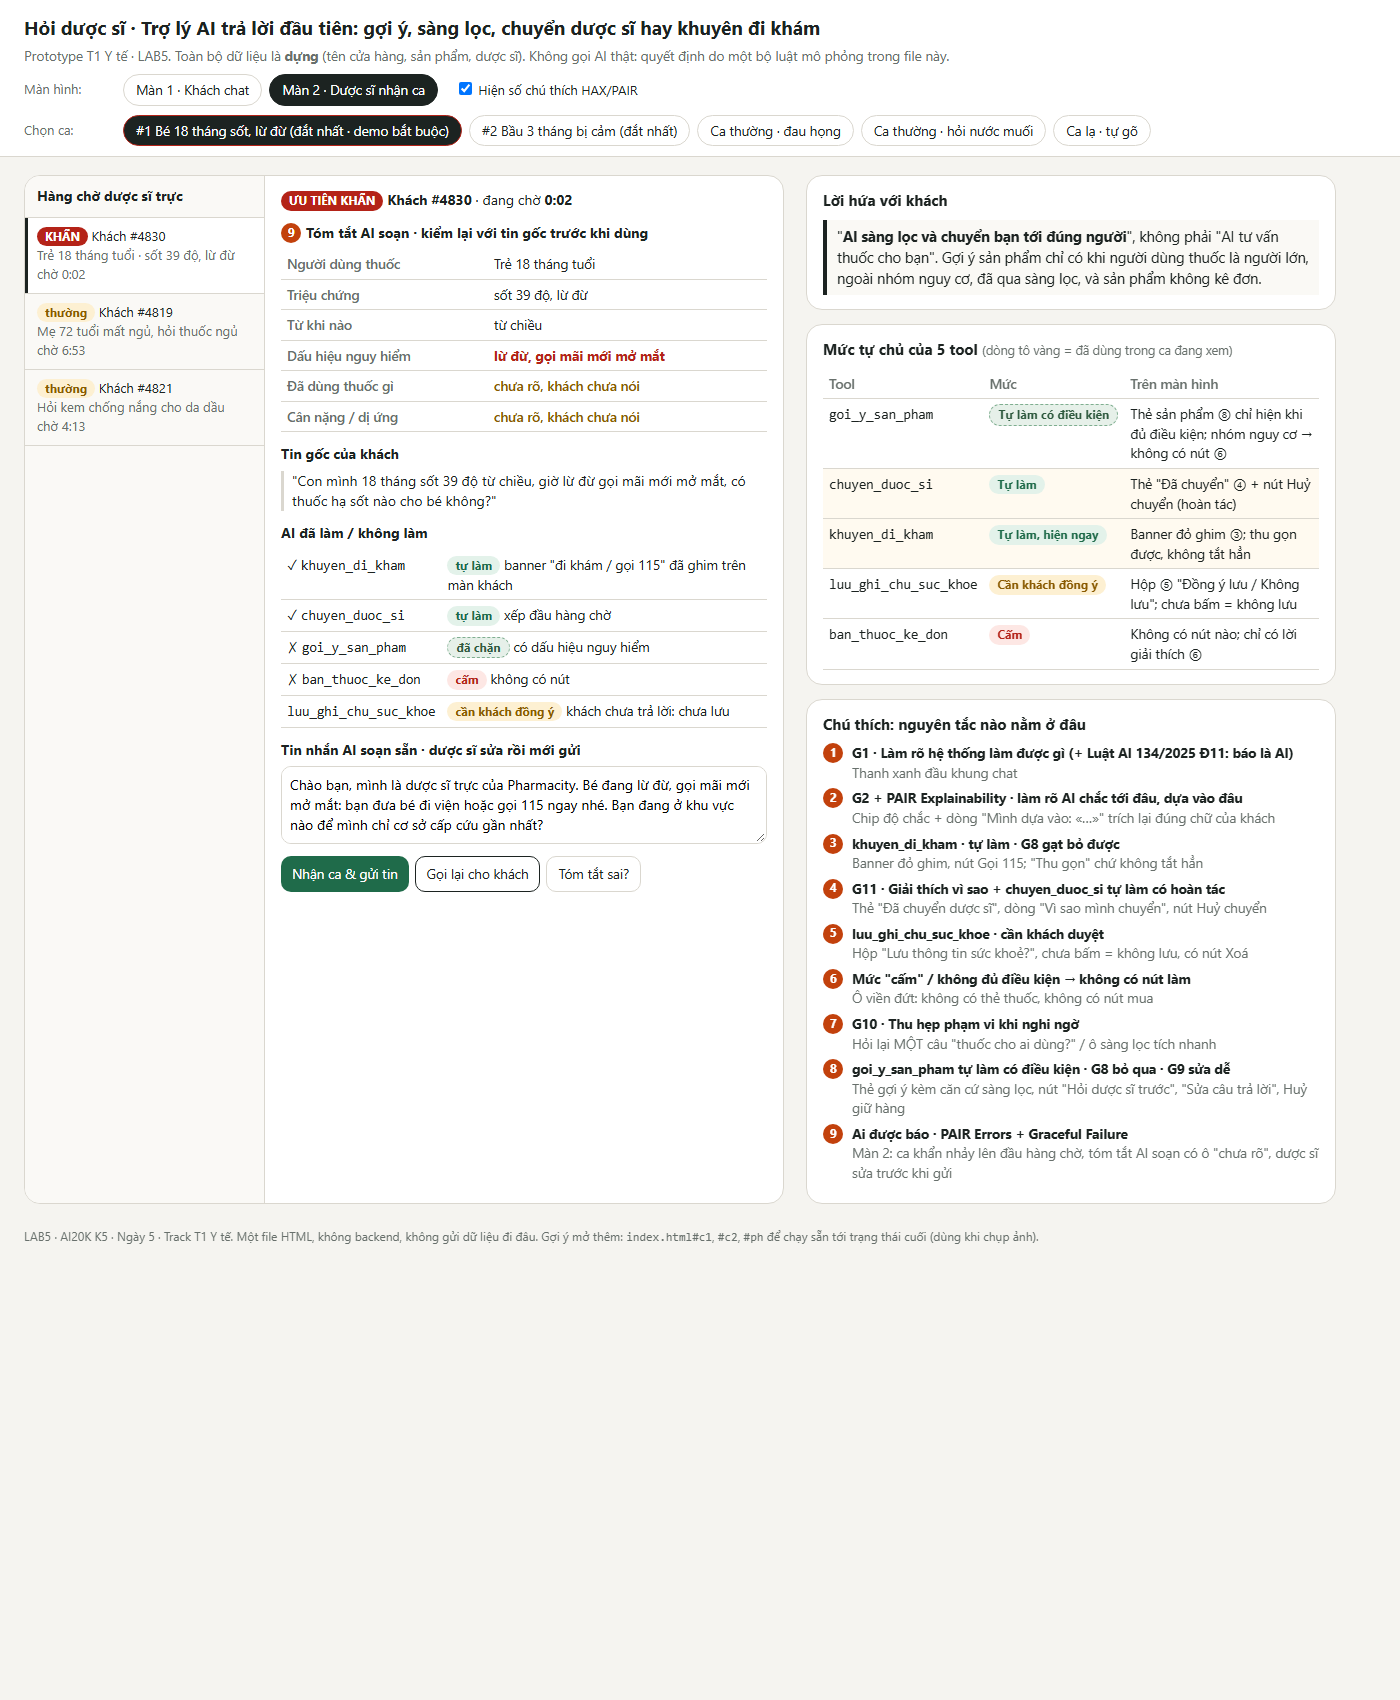 Hỏi dược sĩ · Trợ lý AI trả lời đầu tiên: gợi ý, sàng lọc, chuyển dược sĩ hay khuyên đi khám
Prototype T1 Y tế · LAB5. Toàn bộ dữ liệu là dựng (tên cửa hàng, sản phẩm, dược sĩ). Không gọi AI thật: quyết định do một bộ luật mô phỏng trong file này.
Màn hình:
Màn 1 · Khách chat
Màn 2 · Dược sĩ nhận ca
Hiện số chú thích HAX/PAIR
Chọn ca:
#1 Bé 18 tháng sốt, lừ đừ (đắt nhất · demo bắt buộc)
#2 Bầu 3 tháng bị cảm (đắt nhất)
Ca thường · đau họng
Ca thường · hỏi nước muối
Ca lạ · tự gõ
Hàng chờ dược sĩ trực
KHẨN Khách #4830
Trẻ 18 tháng tuổi · sốt 39 độ, lừ đừ
chờ 0:02
thường Khách #4819
Mẹ 72 tuổi mất ngủ, hỏi thuốc ngủ
chờ 6:53
thường Khách #4821
Hỏi kem chống nắng cho da dầu
chờ 4:13
ƯU TIÊN KHẨN Khách #4830 · đang chờ 0:02
9 Tóm tắt AI soạn · kiểm lại với tin gốc trước khi dùng
Người dùng thuốc Trẻ 18 tháng tuổi
Triệu chứng sốt 39 độ, lừ đừ
Từ khi nào từ chiều
Dấu hiệu nguy hiểm lừ đừ, gọi mãi mới mở mắt
Đã dùng thuốc gì chưa rõ, khách chưa nói
Cân nặng / dị ứng chưa rõ, khách chưa nói
Tin gốc của khách
"Con mình 18 tháng sốt 39 độ từ chiều, giờ lừ đừ gọi mãi mới mở mắt, có
thuốc hạ sốt nào cho bé không?"
AI đã làm / không làm
✓ khuyen_di_kham tự làm banner "đi khám / gọi 115" đã ghim trên
màn khách
✓ chuyen_duoc_si tự làm xếp đầu hàng chờ
✗ goi_y_san_pham đã chặn có dấu hiệu nguy hiểm
✗ ban_thuoc_ke_don cấm không có nút
luu_ghi_chu_suc_khoe cần khách đồng ý khách chưa trả lời: chưa lưu
Tin nhắn AI soạn sẵn · dược sĩ sửa rồi mới gửi
Chào bạn, mình là dược sĩ trực của Pharmacity. Bé đang lừ đừ, gọi mãi mới
mở mắt: bạn đưa bé đi viện hoặc gọi 115 ngay nhé. Bạn đang ở khu vực
nào để mình chỉ cơ sở cấp cứu gần nhất?
Nhận ca & gửi tin
Gọi lại cho khách
Tóm tắt sai?
Lời hứa với khách
"AI sàng lọc và chuyển bạn tới đúng người", không phải "AI tư vấn
thuốc cho bạn". Gợi ý sản phẩm chỉ có khi người dùng thuốc là người lớn,
ngoài nhóm nguy cơ, đã qua sàng lọc, và sản phẩm không kê đơn.
Mức tự chủ của 5 tool (dòng tô vàng = đã dùng trong ca đang xem)
Tool Mức Trên màn hình
goi_y_san_pham Tự làm có điều kiện Thẻ sản phẩm ⑧ chỉ hiện khi
đủ điều kiện; nhóm nguy cơ →
không có nút ⑥
chuyen_duoc_si Tự làm Thẻ "Đã chuyển" ④ + nút Huỷ
chuyển (hoàn tác)
khuyen_di_kham Tự làm, hiện ngay Banner đỏ ghim ③; thu gọn
được, không tắt hẳn
luu_ghi_chu_suc_khoe Cần khách đồng ý Hộp ⑤ "Đồng ý lưu / Không
lưu"; chưa bấm = không lưu
ban_thuoc_ke_don Cấm Không có nút nào; chỉ có lời
giải thích ⑥
Chú thích: nguyên tắc nào nằm ở đâu
1 G1 · Làm rõ hệ thống làm được gì (+ Luật AI 134/2025 Đ11: báo là AI)
Thanh xanh đầu khung chat
2 G2 + PAIR Explainability · làm rõ AI chắc tới đâu, dựa vào đâu
Chip độ chắc + dòng "Mình dựa vào: «...»" trích lại đúng chữ của khách
3 khuyen_di_kham · tự làm · G8 gạt bỏ được
Banner đỏ ghim, nút Gọi 115; "Thu gọn" chứ không tắt hẳn
4 G11 · Giải thích vì sao + chuyen_duoc_si tự làm có hoàn tác
Thẻ "Đã chuyển dược sĩ", dòng "Vì sao mình chuyển", nút Huỷ chuyển
5 luu_ghi_chu_suc_khoe · cần khách duyệt
Hộp "Lưu thông tin sức khoẻ?", chưa bấm = không lưu, có nút Xoá
6 Mức "cấm" / không đủ điều kiện → không có nút làm
Ô viền đứt: không có thẻ thuốc, không có nút mua
7 G10 · Thu hẹp phạm vi khi nghi ngờ
Hỏi lại MỘT câu "thuốc cho ai dùng?" / ô sàng lọc tích nhanh
8 goi_y_san_pham tự làm có điều kiện · G8 bỏ qua · G9 sửa dễ
Thẻ gợi ý kèm căn cứ sàng lọc, nút "Hỏi dược sĩ trước", "Sửa câu trả lời", Huỷ
giữ hàng
9 Ai được báo · PAIR Errors + Graceful Failure
Màn 2: ca khẩn nhảy lên đầu hàng chờ, tóm tắt AI soạn có ô "chưa rõ", dược sĩ
sửa trước khi gửi
LAB5 · AI20K K5 · Ngày 5 · Track T1 Y tế. Một file HTML, không backend, không gửi dữ liệu đi đâu. Gợi ý mở thêm: index.html#c1, #c2, #ph để chạy sẵn tới trạng thái cuối (dùng khi chụp ảnh).